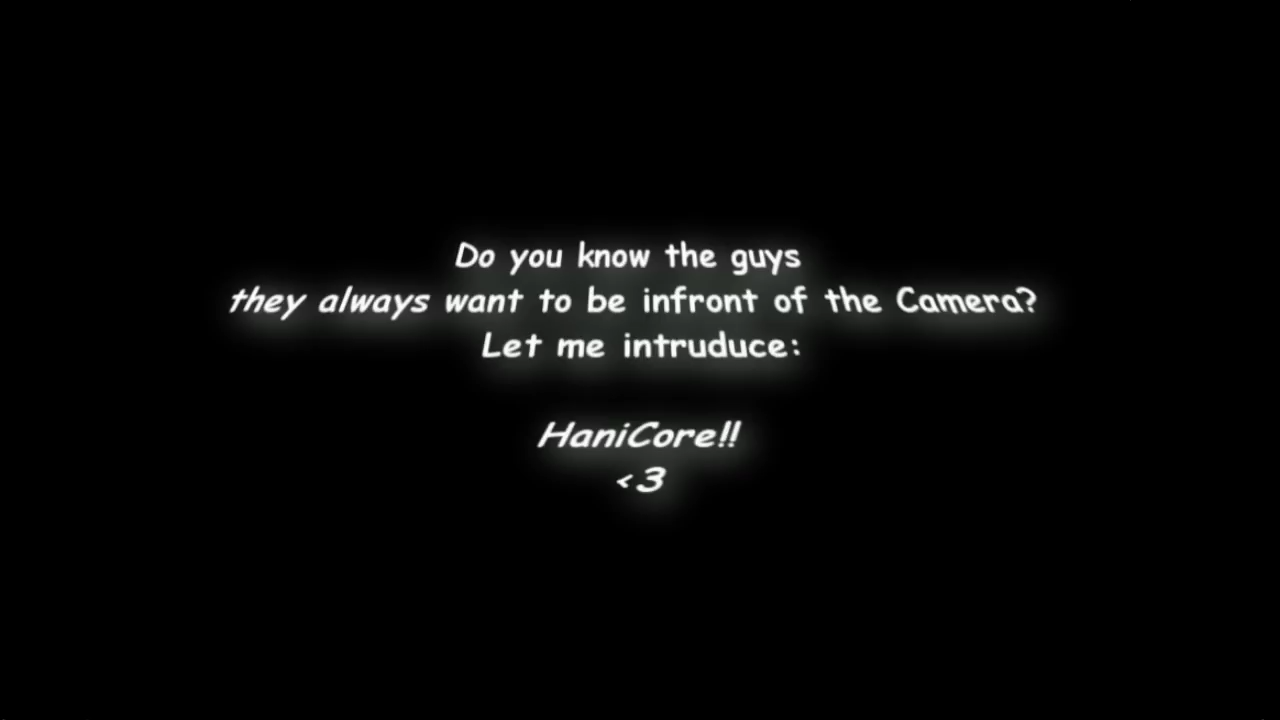 Do you know the guys
they always want to be infront of the Camera?
Let me intruduce:
HaniCore!!
<3